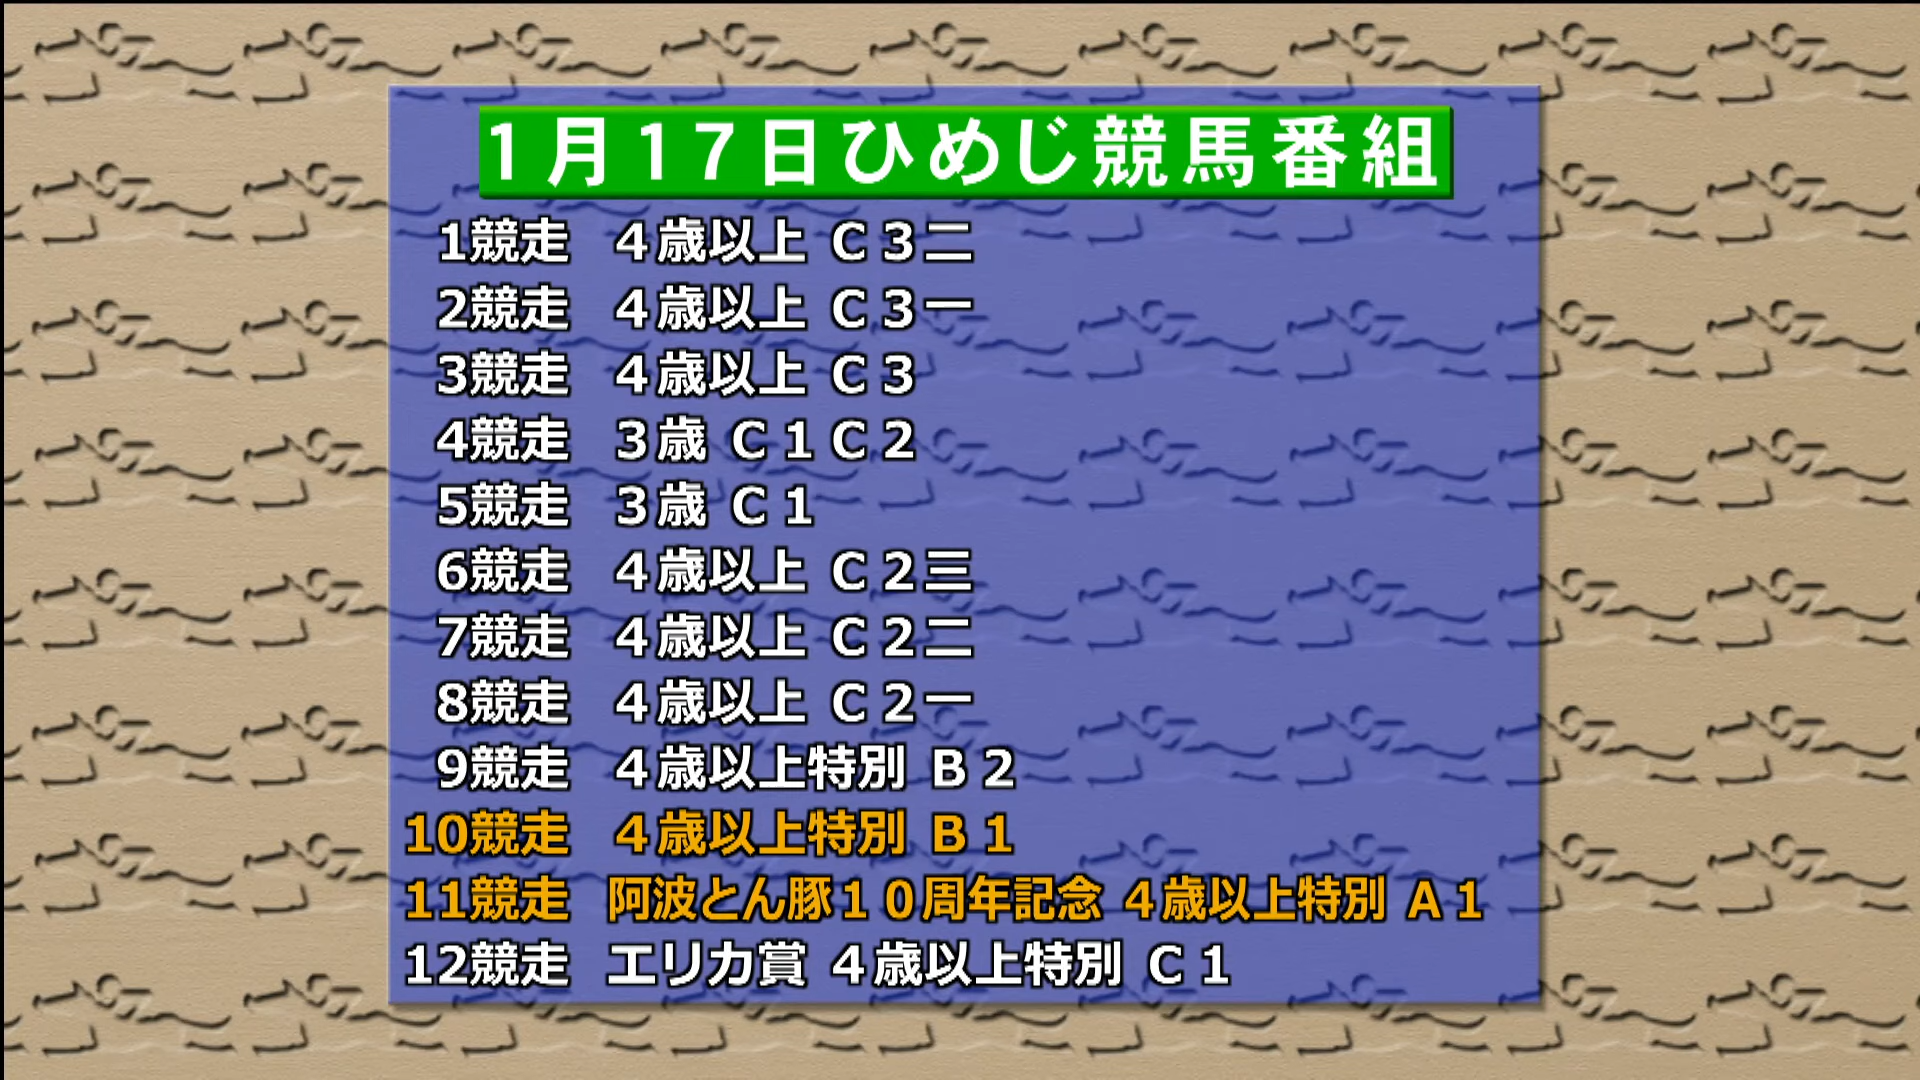 １月１７日ひめじ競馬番組
1競走　４歳以上 Ｃ３二
2競走　４歳以上 Ｃ３一
3競走　４歳以上 Ｃ３
4競走　３歳 Ｃ１Ｃ２
5競走　３歳 Ｃ１
6競走　４歳以上 Ｃ２三
7競走　４歳以上 Ｃ２二
8競走　４歳以上 Ｃ２一
9競走　４歳以上特別 Ｂ２
10競走　４歳以上特別 Ｂ１
11競走　阿波とん豚１０周年記念 ４歳以上特別 Ａ１
12競走　エリカ賞 ４歳以上特別 Ｃ１